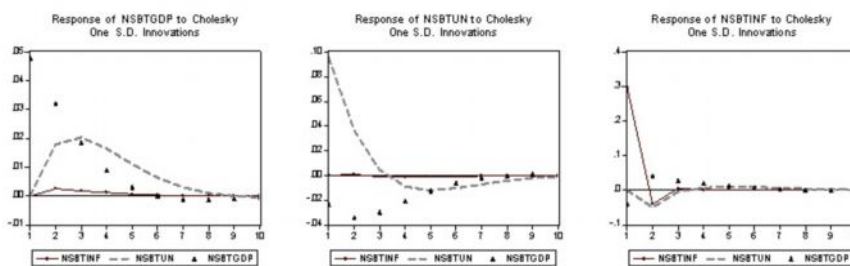 Response of NSBTGDP to Cholesky
One S.D. Innovations
.05
.04
.03
.02
.01
.00
-.01
1 2 3 4 5 6 7 8 9 10
NSBTINF NSBTUN NSBTGDP
Response of NSBTUN to Cholesky
One S.D. Innovations
.10
.08
.06
.04
.02
.00
-.02
-.04
1 2 3 4 5 6 7 8 9 10
NSBTINF NSBTUN NSBTGDP
Response of NSBTINF to Cholesky
One S.D. Innovations
.4
.3
.2
.1
.0
-.1
1 2 3 4 5 6 7 8 9
NSBTINF NSBTUN NSBTGDP